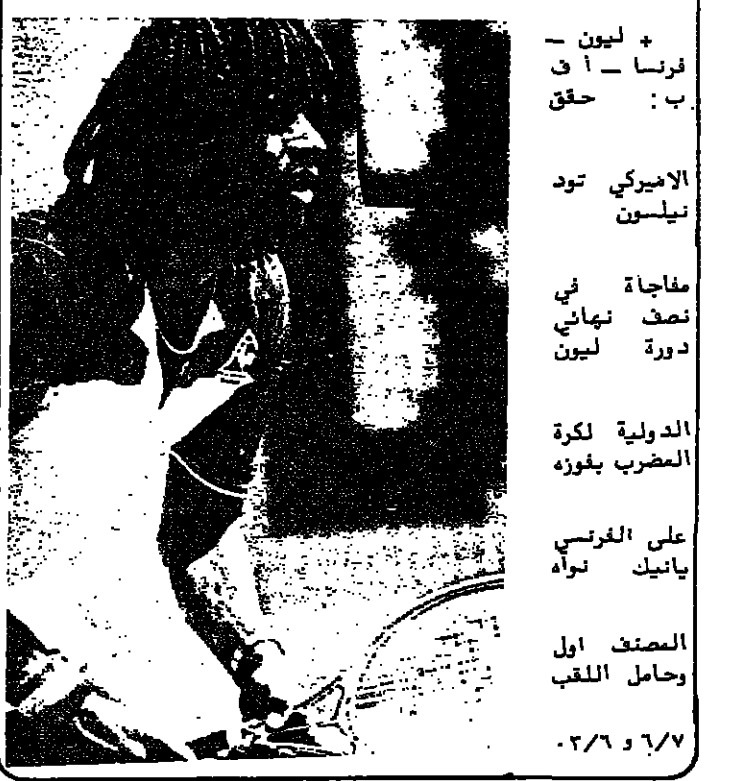 + ليون –
فرنسا – أ ف
ب : حقق
الاميركي تود
نيلسون
مفاجأة في
نصف نهائي
دورة ليون
الدولية لكرة
المضرب بفوزه
على الفرنسي
يانيك نواه
المصنف اول
وحامل اللقب
٦/٧ و ٣/٦.